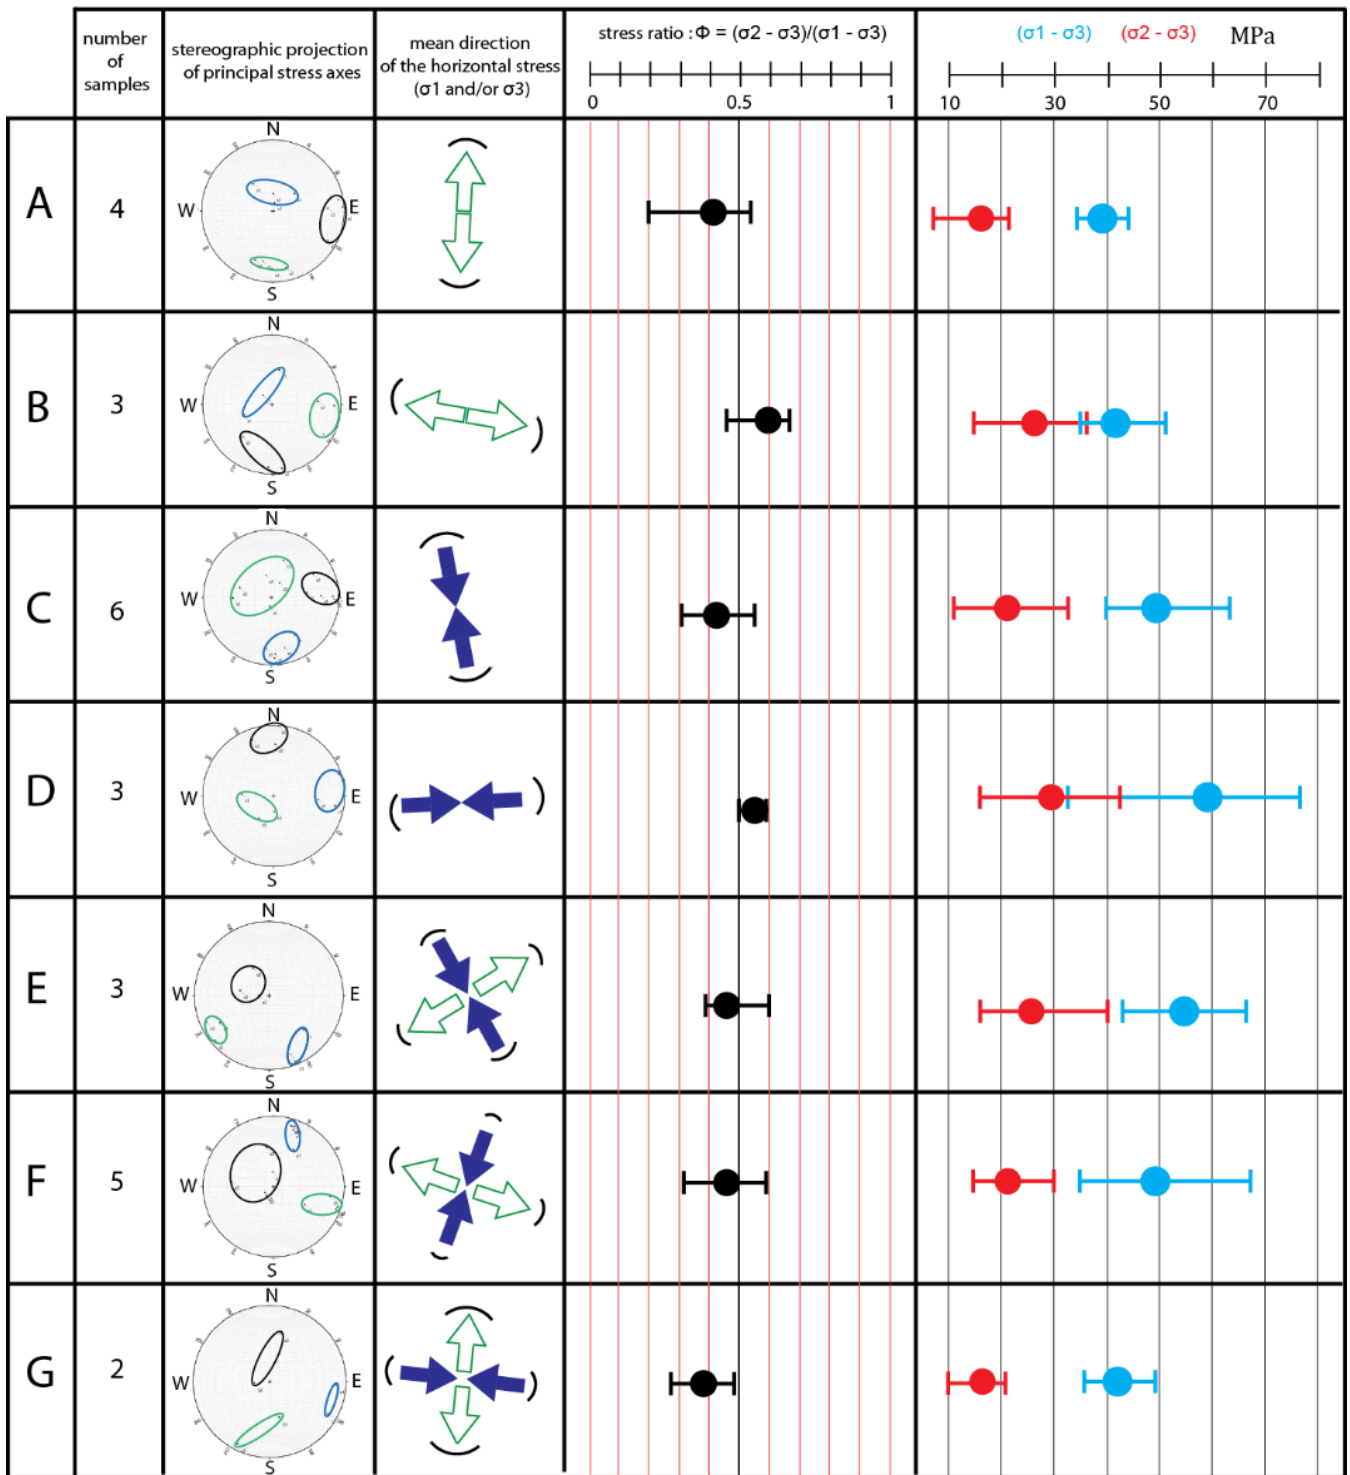 number
of
samples
stereographic projection
of principal stress axes
mean direction
of the horizontal stress
(σ1 and/or σ3)
stress ratio : Φ = (σ2 - σ3)/(σ1 - σ3)
0 0.5 1
(σ1 - σ3) (σ2 - σ3) MPa
10 30 50 70
A
4
N
W E
S
B
3
N
W E
S
C
6
N
W E
S
D
3
N
W E
S
E
3
N
W E
S
F
5
N
W E
S
G
2
N
W E
S